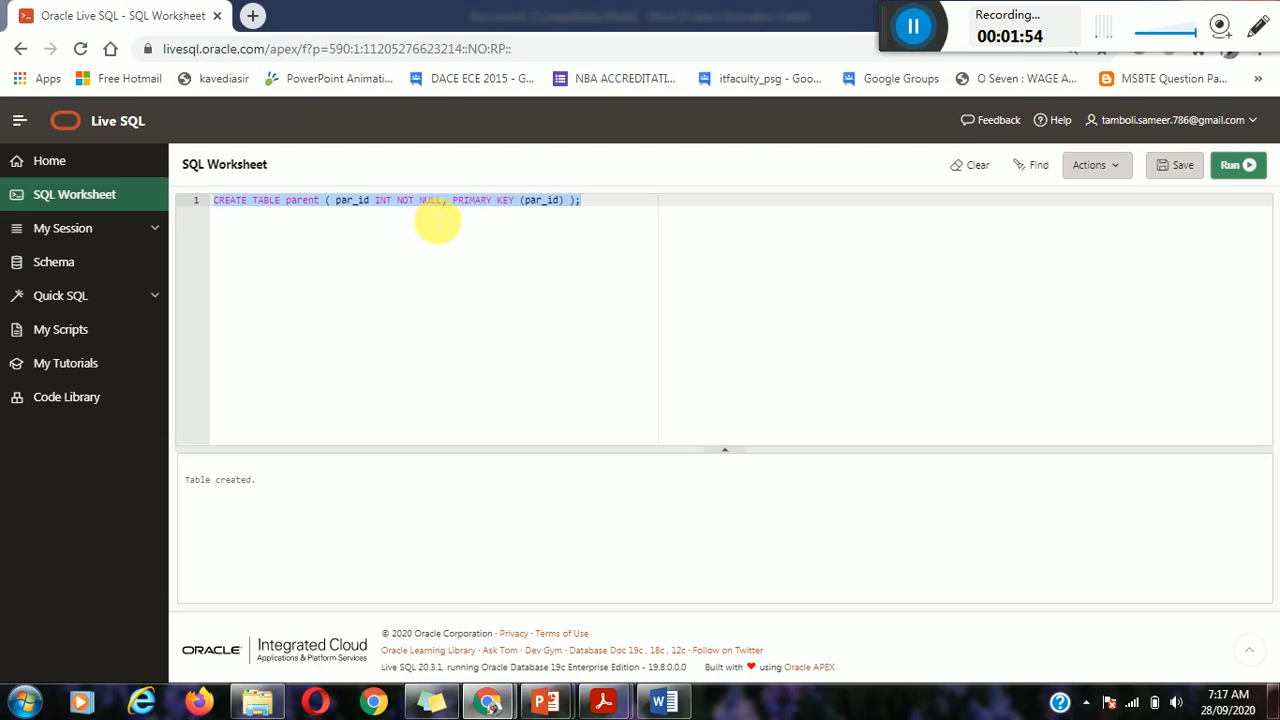 Oracle Live SQL - SQL Worksheet
Recording...
00:01:54
livesql.oracle.com/apex/f?p=590:1:11205276623214::NO:RP::
Apps
Free Hotmail
kavediasir
PowerPoint Animati...
DACE ECE 2015 - G...
NBA ACCREDITATI...
itfaculty_psg - Goo...
Google Groups
O Seven : WAGE A...
MSBTE Question Pa...
»
Live SQL
Feedback
Help
tamboli.sameer.786@gmail.com
Home
SQL Worksheet
My Session
Schema
Quick SQL
My Scripts
My Tutorials
Code Library
SQL Worksheet
Clear
Find
Actions
Save
Run
1 CREATE TABLE parent ( par_id INT NOT NULL, PRIMARY KEY (par_id) );
Table created.
ORACLE
Integrated Cloud
Applications & Platform Services
© 2020 Oracle Corporation · Privacy · Terms of Use
Oracle Learning Library · Ask Tom · Dev Gym · Database Doc 19c, 18c, 12c · Follow on Twitter
Live SQL 20.3.1, running Oracle Database 19c Enterprise Edition - 19.8.0.0.0 Built with ♥ using Oracle APEX
7:17 AM
28/09/2020